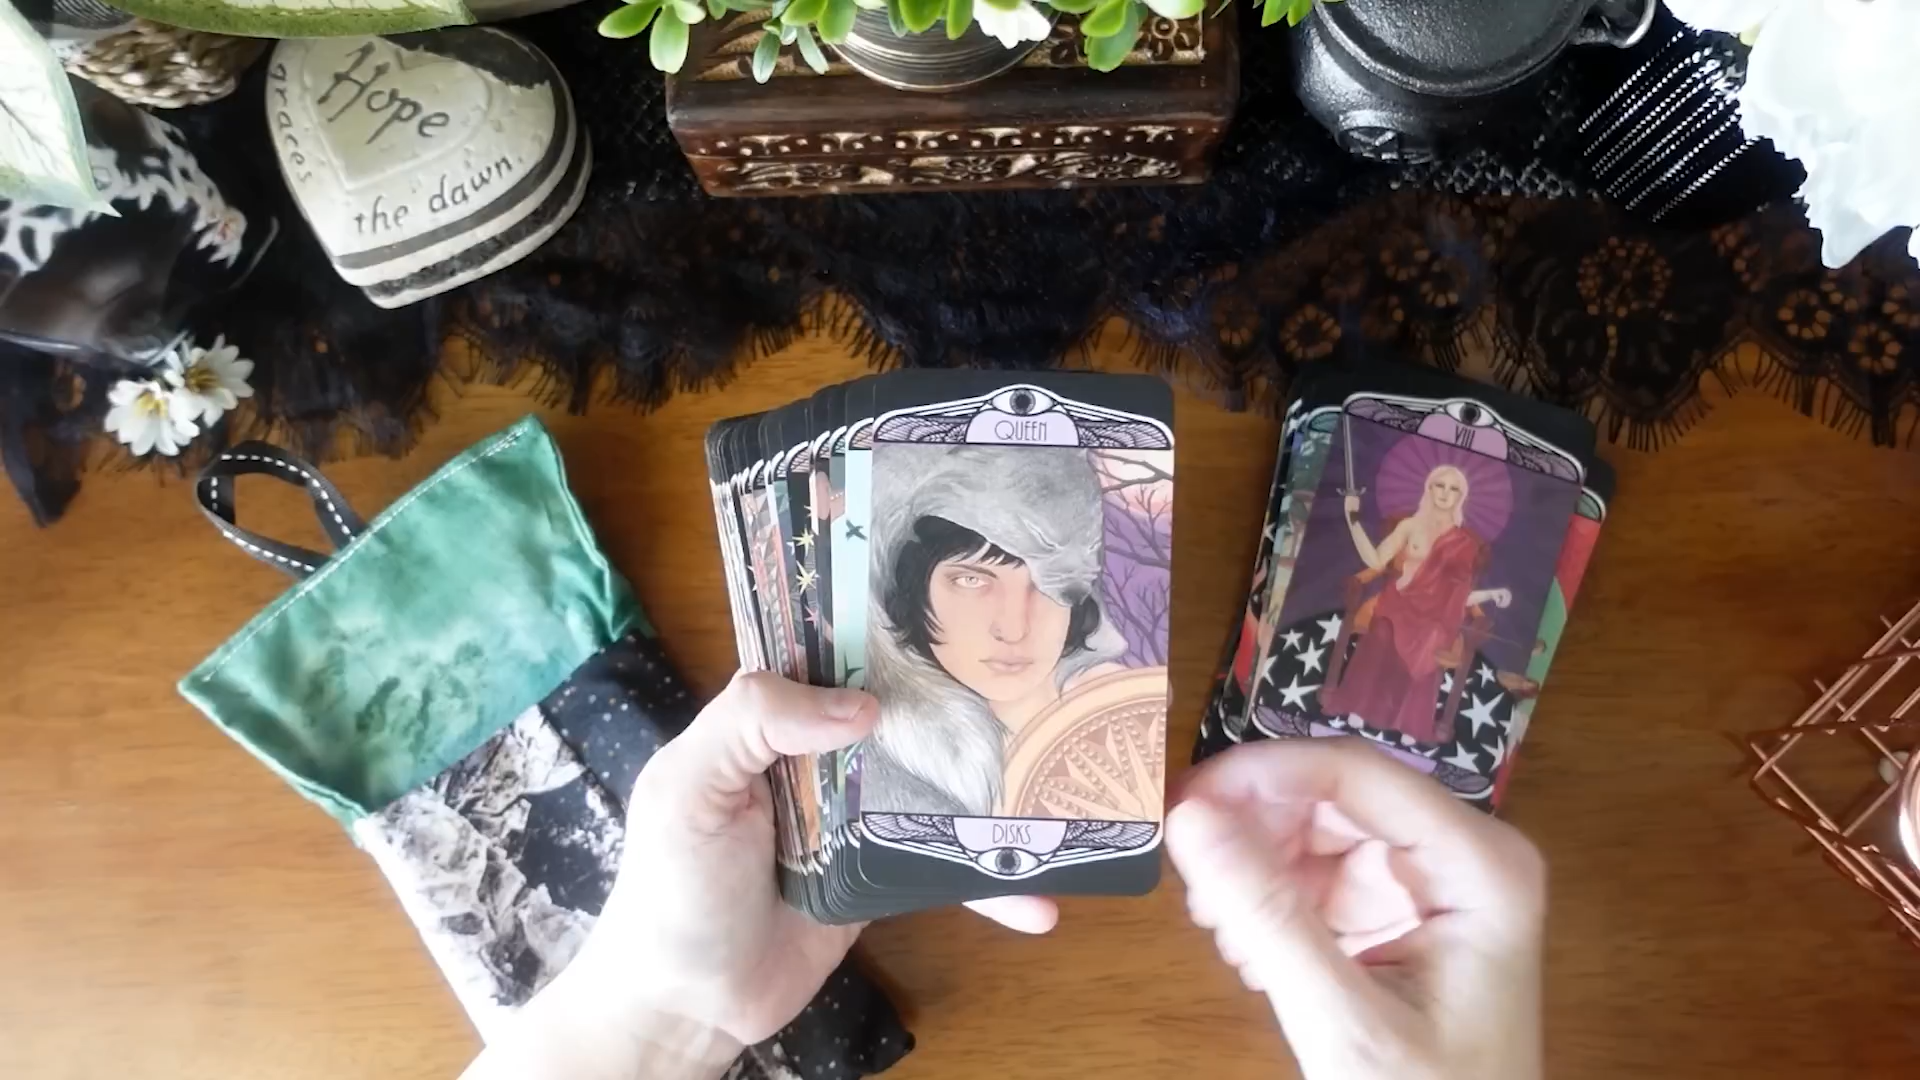 Hope
graces
the dawn.
QUEEN
DISKS
VIII